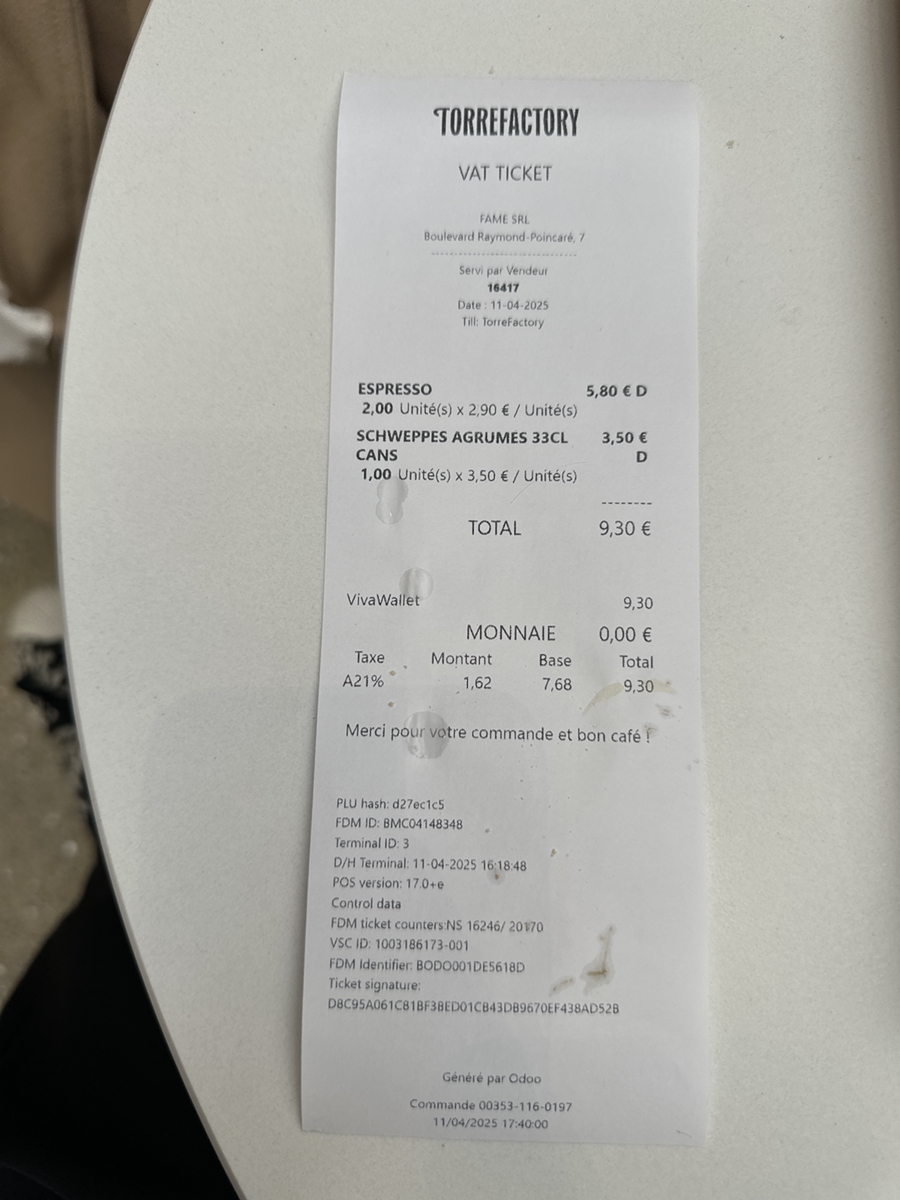 TORREFACTORY
VAT TICKET
FAME SRL
Boulevard Raymond-Poincaré, 7
--------------------------------
Servi par Vendeur
16417
Date : 11-04-2025
Till: TorreFactory
ESPRESSO 5,80 € D
2,00 Unité(s) x 2,90 € / Unité(s)
SCHWEPPES AGRUMES 33CL 3,50 €
CANS D
1,00 Unité(s) x 3,50 € / Unité(s)
--------
TOTAL 9,30 €
VivaWallet 9,30
MONNAIE 0,00 €
Taxe Montant Base Total
A21% 1,62 7,68 9,30
Merci pour votre commande et bon café !
PLU hash: d27ec1c5
FDM ID: BMC04148348
Terminal ID: 3
D/H Terminal: 11-04-2025 16:18:48
POS version: 17.0+e
Control data
FDM ticket counters:NS 16246/ 20170
VSC ID: 1003186173-001
FDM Identifier: BODO001DE5618D
Ticket signature:
D8C95A061C81BF3BED01CB43DB9670EF438AD52B
Généré par Odoo
Commande 00353-116-0197
11/04/2025 17:40:00